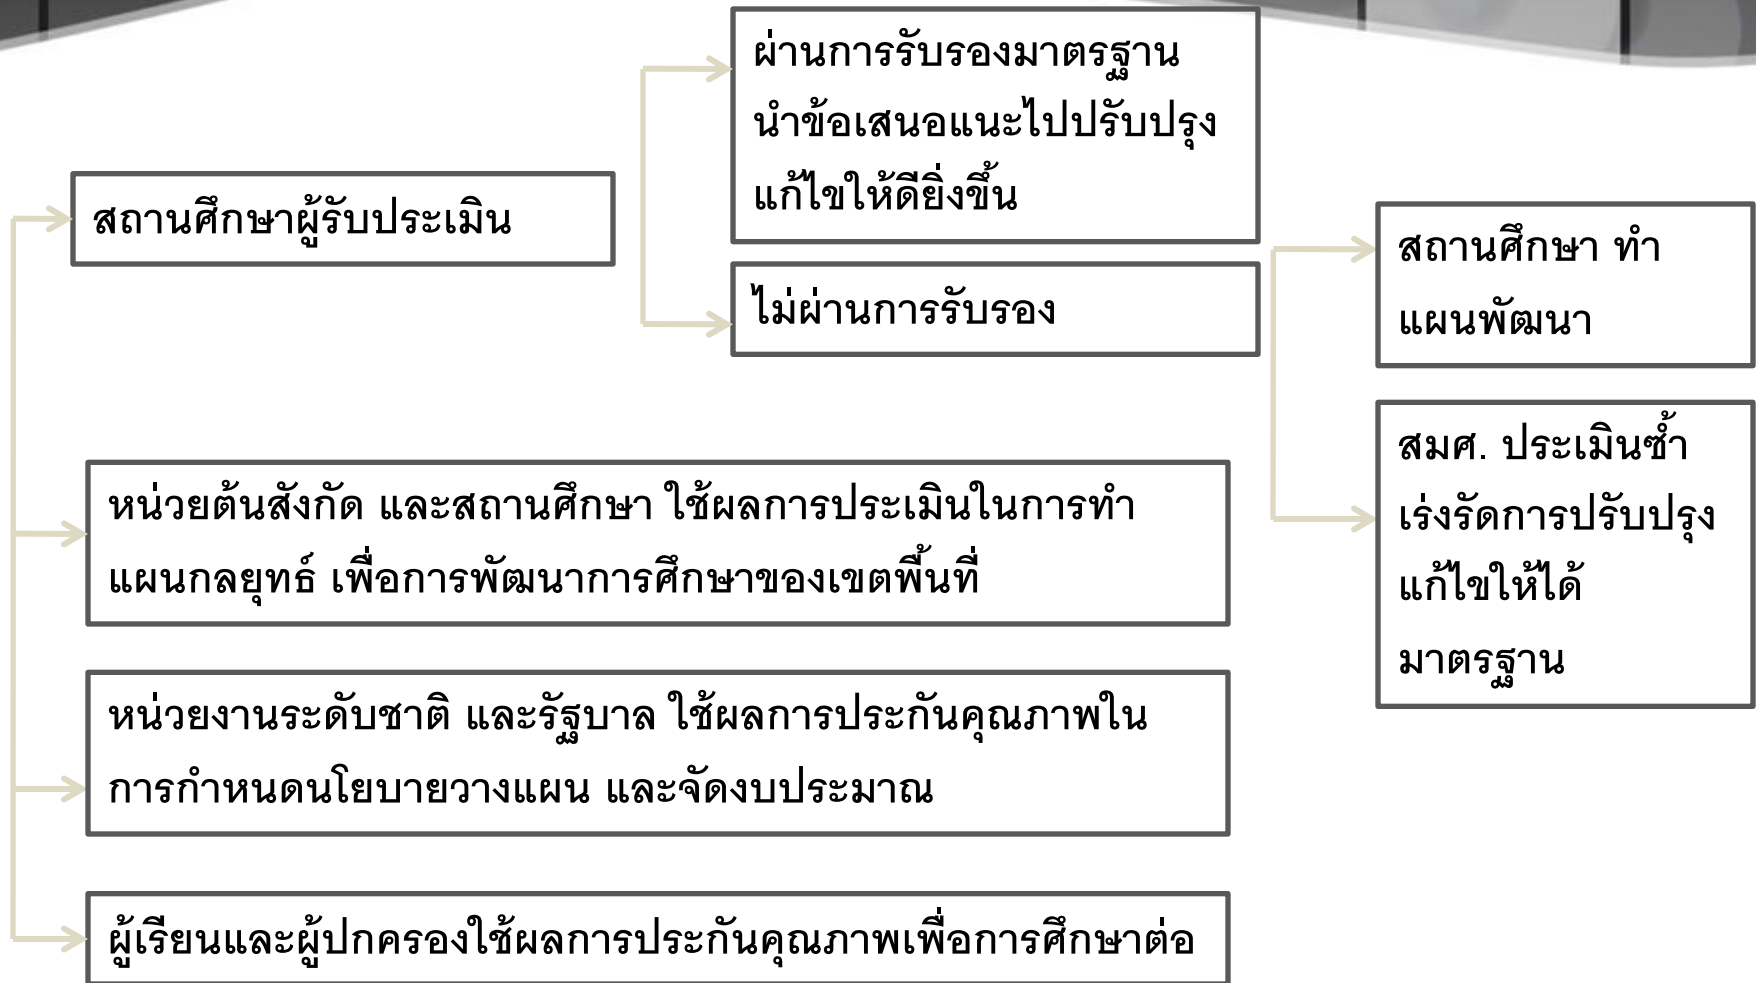 ผ่านการรับรองมาตรฐาน
นำข้อเสนอแนะไปปรับปรุง
แก้ไขให้ดียิ่งขึ้น
สถานศึกษาผู้รับประเมิน
ไม่ผ่านการรับรอง
สถานศึกษา ทำ
แผนพัฒนา
สมศ. ประเมินซ้ำ
เร่งรัดการปรับปรุง
แก้ไขให้ได้
มาตรฐาน
หน่วยต้นสังกัด และสถานศึกษา ใช้ผลการประเมินในการทำ
แผนกลยุทธ์ เพื่อการพัฒนาการศึกษาของเขตพื้นที่
หน่วยงานระดับชาติ และรัฐบาล ใช้ผลการประกันคุณภาพใน
การกำหนดนโยบายวางแผน และจัดงบประมาณ
ผู้เรียนและผู้ปกครองใช้ผลการประกันคุณภาพเพื่อการศึกษาต่อ